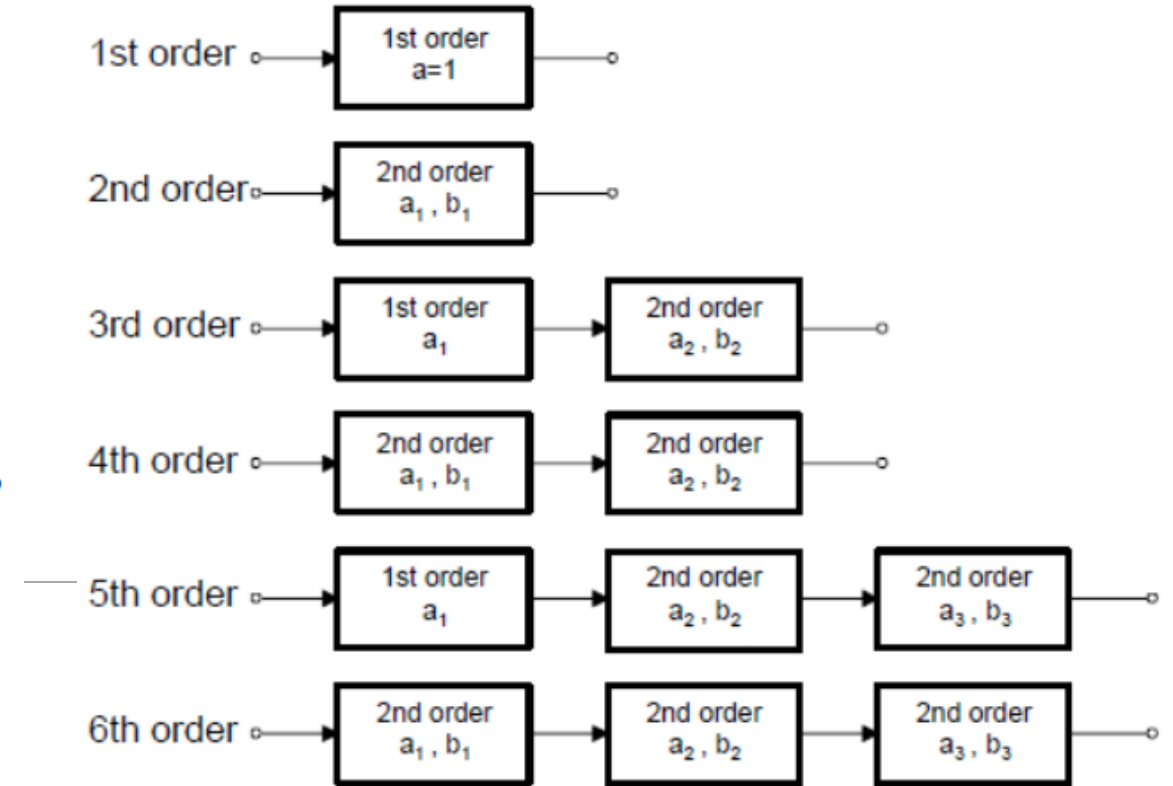 1st order
1st order
a=1
2nd order
2nd order
a₁ , b₁
3rd order
1st order
a₁
2nd order
a₂ , b₂
4th order
2nd order
a₁ , b₁
2nd order
a₂ , b₂
5th order
1st order
a₁
2nd order
a₂ , b₂
2nd order
a₃ , b₃
6th order
2nd order
a₁ , b₁
2nd order
a₂ , b₂
2nd order
a₃ , b₃